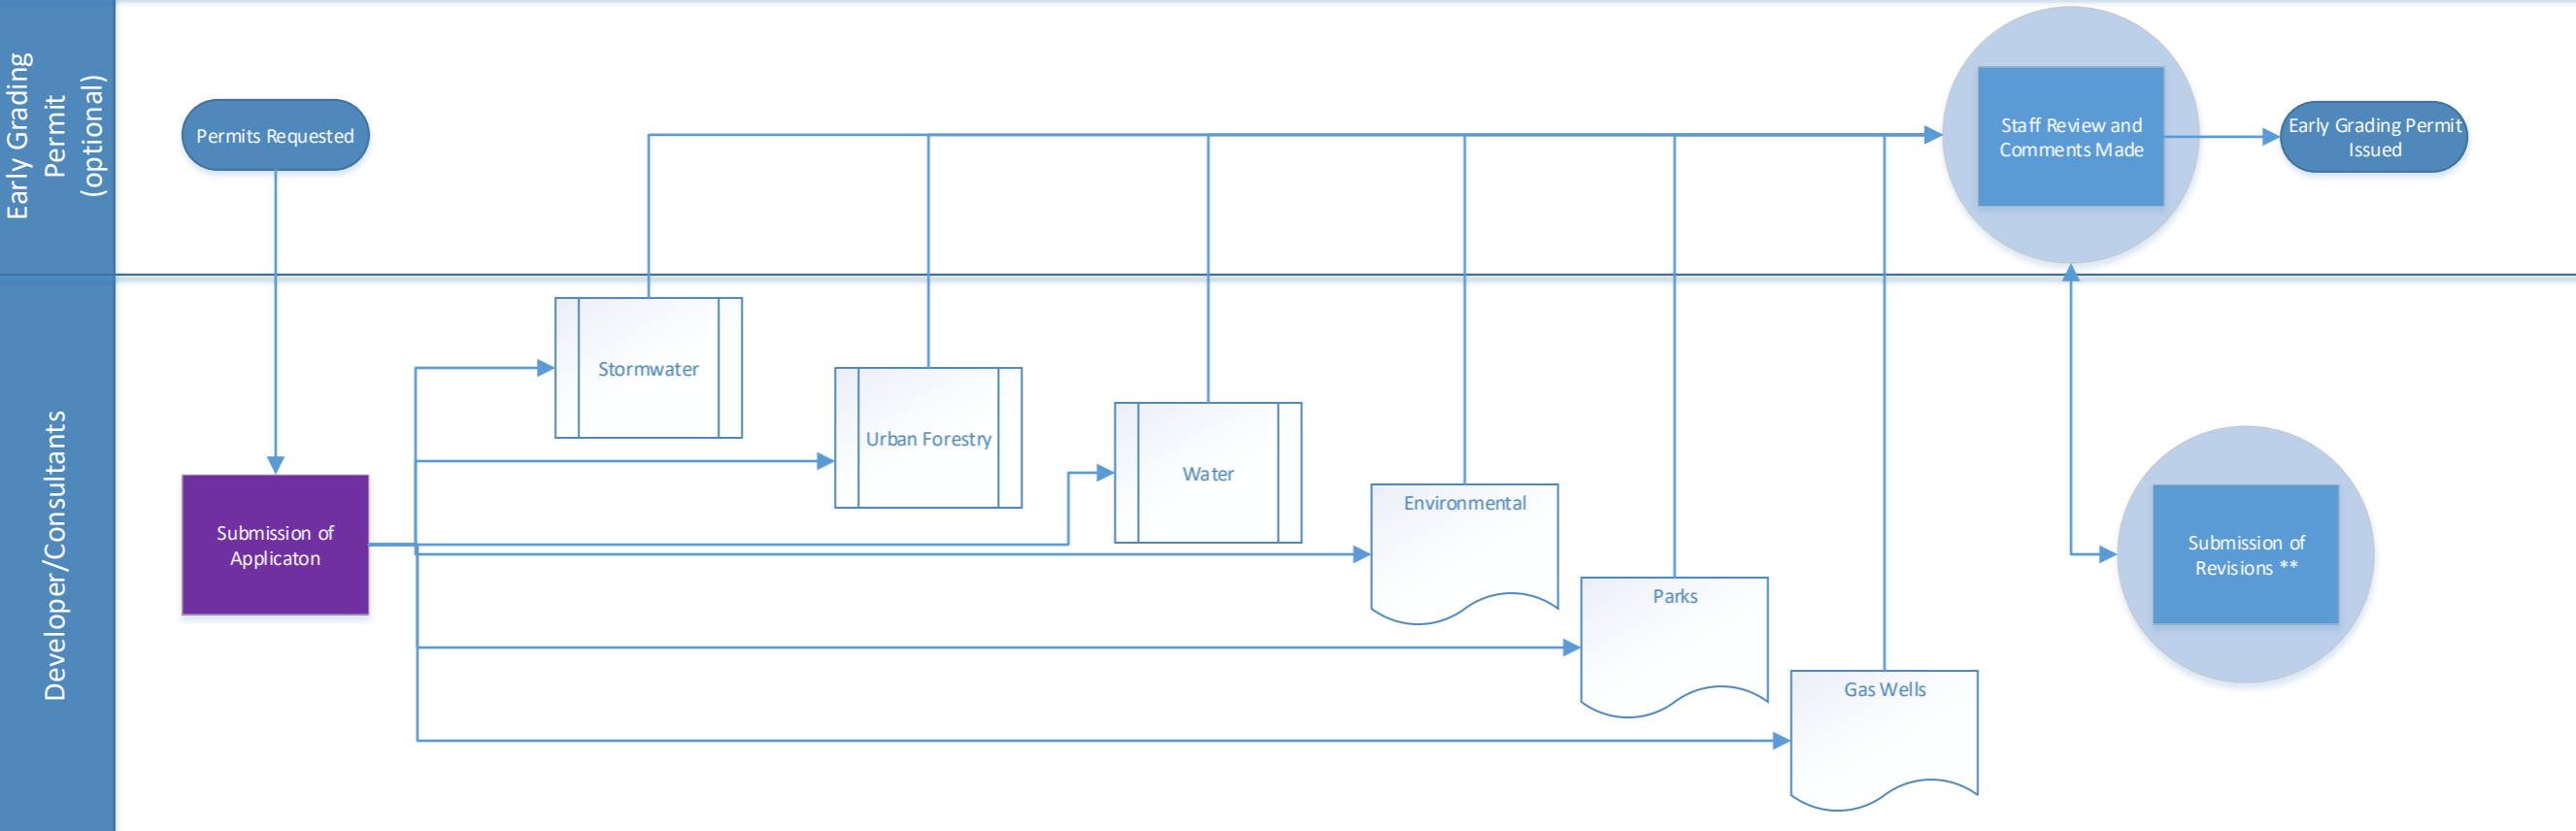 Early Grading
Permit
(optional)
Permits Requested
Staff Review and
Comments Made
Early Grading Permit
Issued
Developer/Consultants
Submission of
Applicaton
Stormwater
Urban Forestry
Water
Environmental
Parks
Gas Wells
Submission of
Revisions **